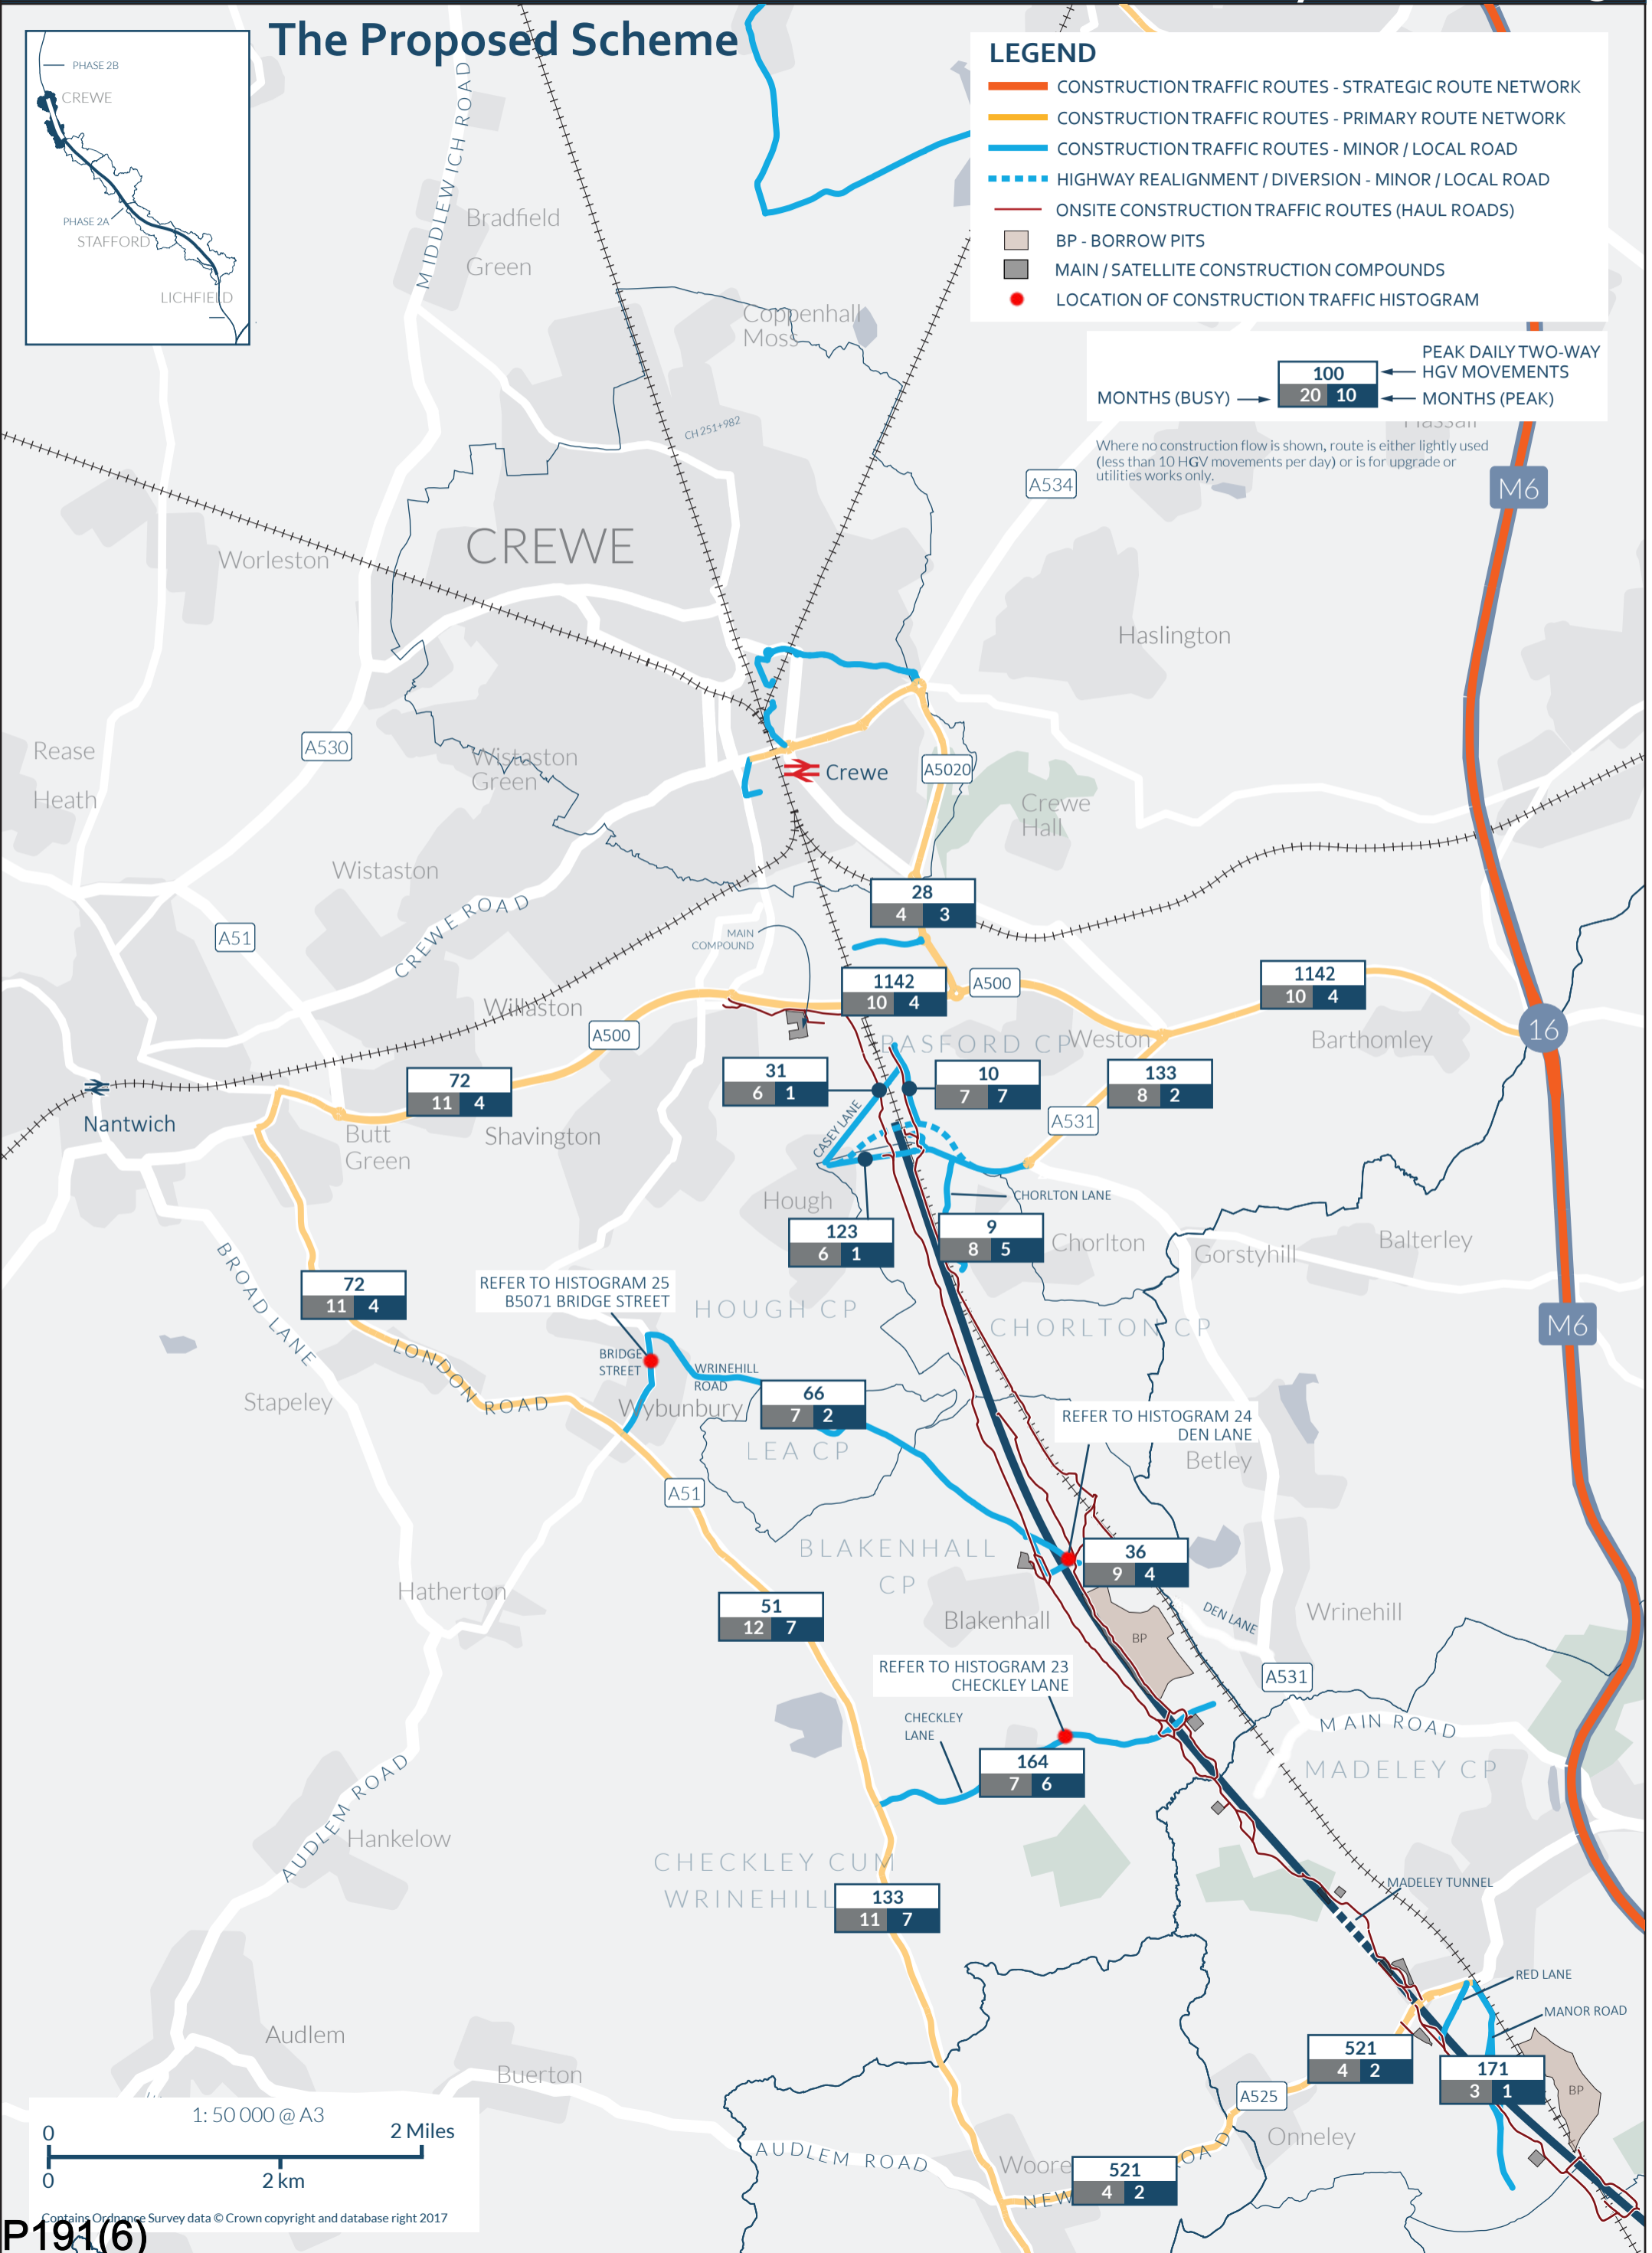 The Proposed Scheme
PHASE 2B
CREWE
PHASE 2A
STAFFORD
LICHFIELD
LEGEND
CONSTRUCTION TRAFFIC ROUTES - STRATEGIC ROUTE NETWORK
CONSTRUCTION TRAFFIC ROUTES - PRIMARY ROUTE NETWORK
CONSTRUCTION TRAFFIC ROUTES - MINOR / LOCAL ROAD
HIGHWAY REALIGNMENT / DIVERSION - MINOR / LOCAL ROAD
ONSITE CONSTRUCTION TRAFFIC ROUTES (HAUL ROADS)
BP - BORROW PITS
MAIN / SATELLITE CONSTRUCTION COMPOUNDS
LOCATION OF CONSTRUCTION TRAFFIC HISTOGRAM
PEAK DAILY TWO-WAY
HGV MOVEMENTS
100
MONTHS (BUSY)
20 10
MONTHS (PEAK)
Where no construction flow is shown, route is either lightly used
(less than 10 HGV movements per day) or is for upgrade or
utilities works only.
MIDDLEWICH ROAD
Bradfield
Green
Coppenhall
Moss
CH 251+982
A534
M6
CREWE
Worleston
Haslington
Rease
Heath
A530
Wistaston
Green
Crewe
A5020
Crewe
Hall
Wistaston
28
4 3
CREWE ROAD
A51
MAIN
COMPOUND
1142
10 4
A500
1142
10 4
Willaston
A500
BASFORD CP
Weston
Barthomley
16
72
11 4
31
6 1
10
7 7
133
8 2
Nantwich
Butt
Green
Shavington
CASEY LANE
A531
CHORLTON LANE
Hough
123
6 1
9
8 5
Chorlton
Gorstyhill
Balterley
BROAD LANE
72
11 4
REFER TO HISTOGRAM 25
B5071 BRIDGE STREET
HOUGH CP
CHORLTON CP
M6
LONDON ROAD
BRIDGE
STREET
WRINEHILL
ROAD
Stapeley
Wybunbury
66
7 2
REFER TO HISTOGRAM 24
DEN LANE
LEA CP
Betley
A51
BLAKENHALL
CP
36
9 4
Hatherton
51
12 7
Blakenhall
DEN LANE
Wrinehill
BP
REFER TO HISTOGRAM 23
CHECKLEY LANE
A531
CHECKLEY
LANE
MAIN ROAD
164
7 6
MADELEY CP
AUDLEM ROAD
Hankelow
CHECKLEY CUM
WRINEHILL
133
11 7
MADELEY TUNNEL
RED LANE
MANOR ROAD
Audlem
Buerton
521
4 2
171
3 1
BP
A525
Onneley
AUDLEM ROAD
Woore
NEW ROAD
521
4 2
1: 50 000 @ A3
0 2 Miles
0 2 km
Contains Ordnance Survey data © Crown copyright and database right 2017
P191(6)